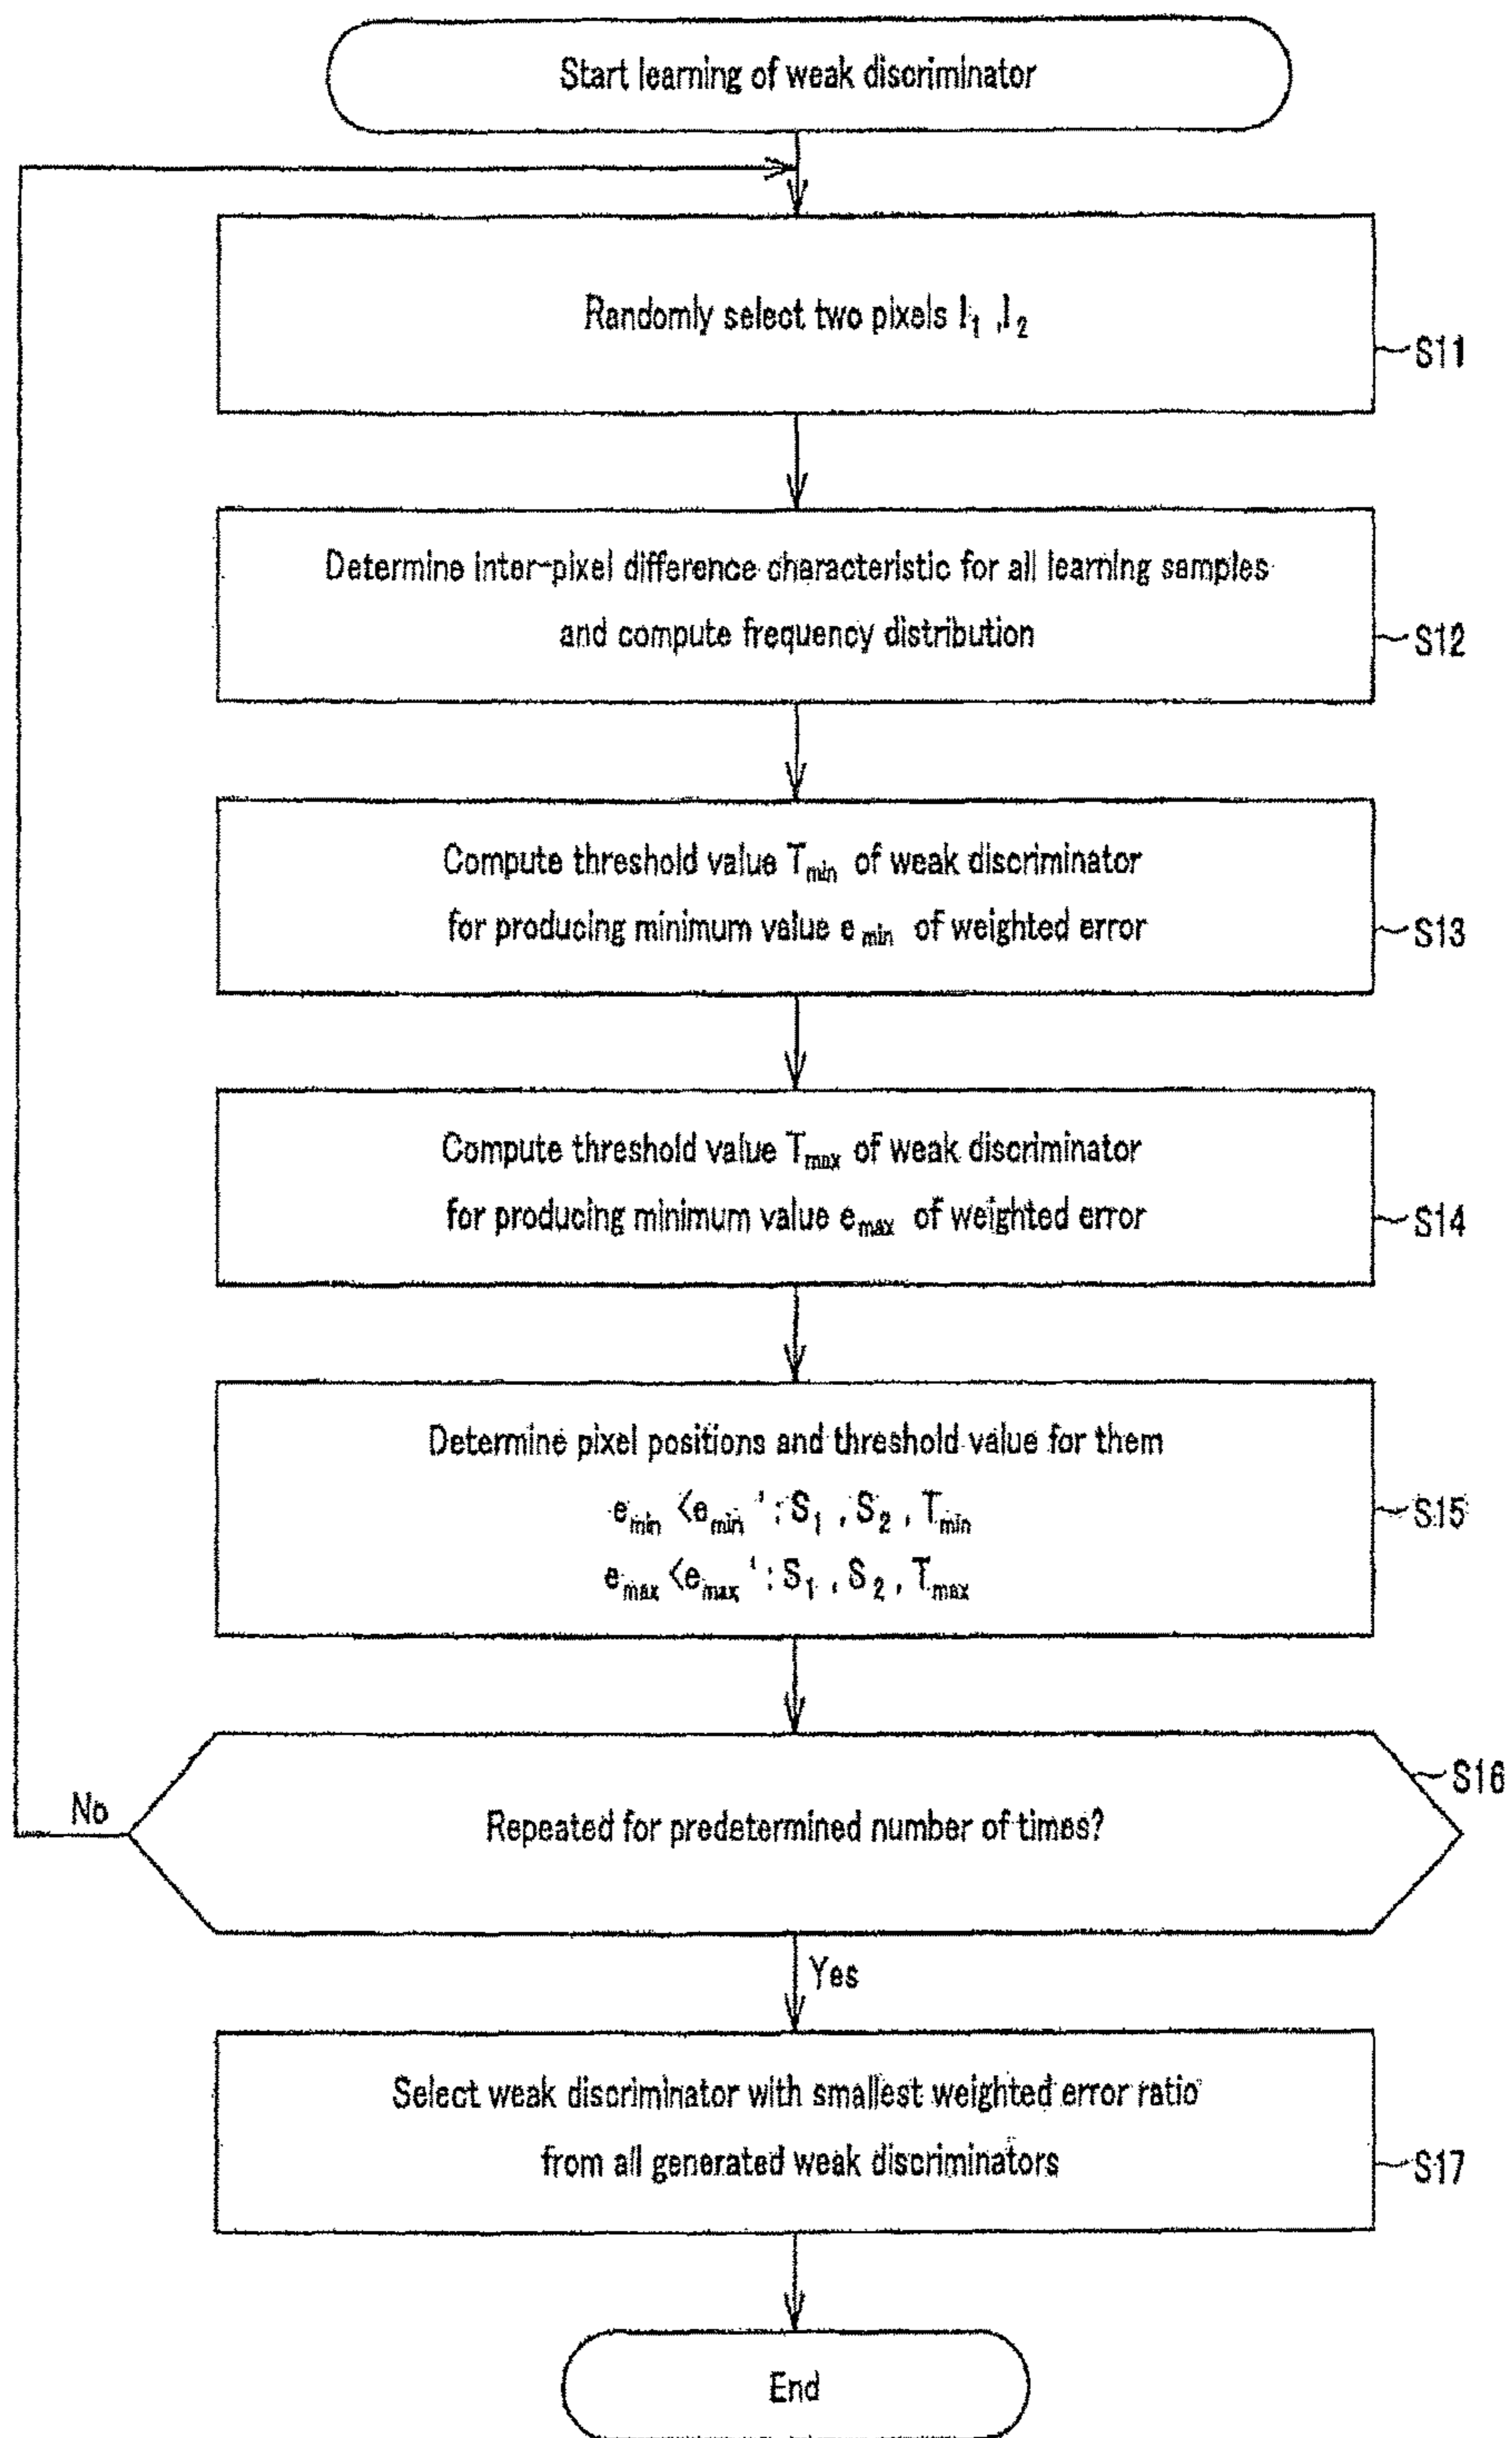 Start learning of weak discriminator
Randomly select two pixels I₁ , I₂
S11
Determine inter-pixel difference characteristic for all learning samples
and compute frequency distribution
S12
Compute threshold value Tmin of weak discriminator
for producing minimum value emin of weighted error
S13
Compute threshold value Tmax of weak discriminator
for producing minimum value emax of weighted error
S14
Determine pixel positions and threshold value for them
emin <emin ' : S₁ , S₂ , Tmin
emax <emax ' : S₁ , S₂ , Tmax
S15
Repeated for predetermined number of times?
S16
No
Yes
Select weak discriminator with smallest weighted error ratio
from all generated weak discriminators
S17
End